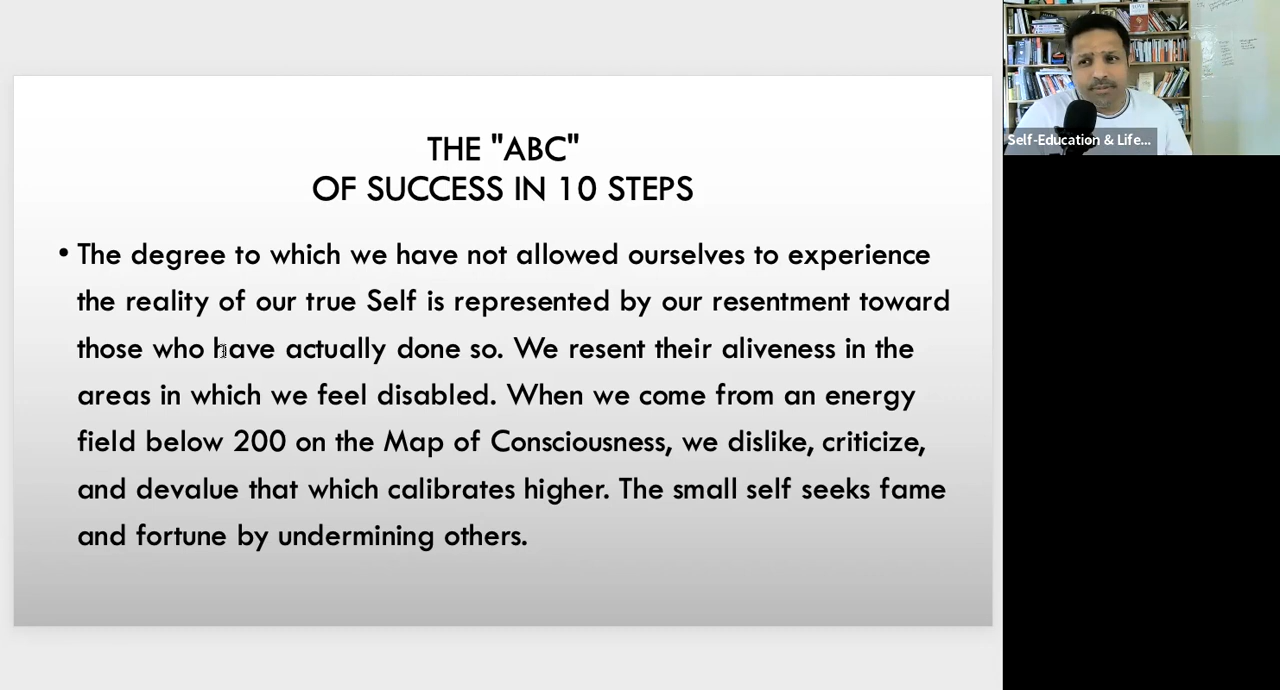 THE "ABC"
OF SUCCESS IN 10 STEPS
• The degree to which we have not allowed ourselves to experience
the reality of our true Self is represented by our resentment toward
those who have actually done so. We resent their aliveness in the
areas in which we feel disabled. When we come from an energy
field below 200 on the Map of Consciousness, we dislike, criticize,
and devalue that which calibrates higher. The small self seeks fame
and fortune by undermining others.
Self-Education & Life...